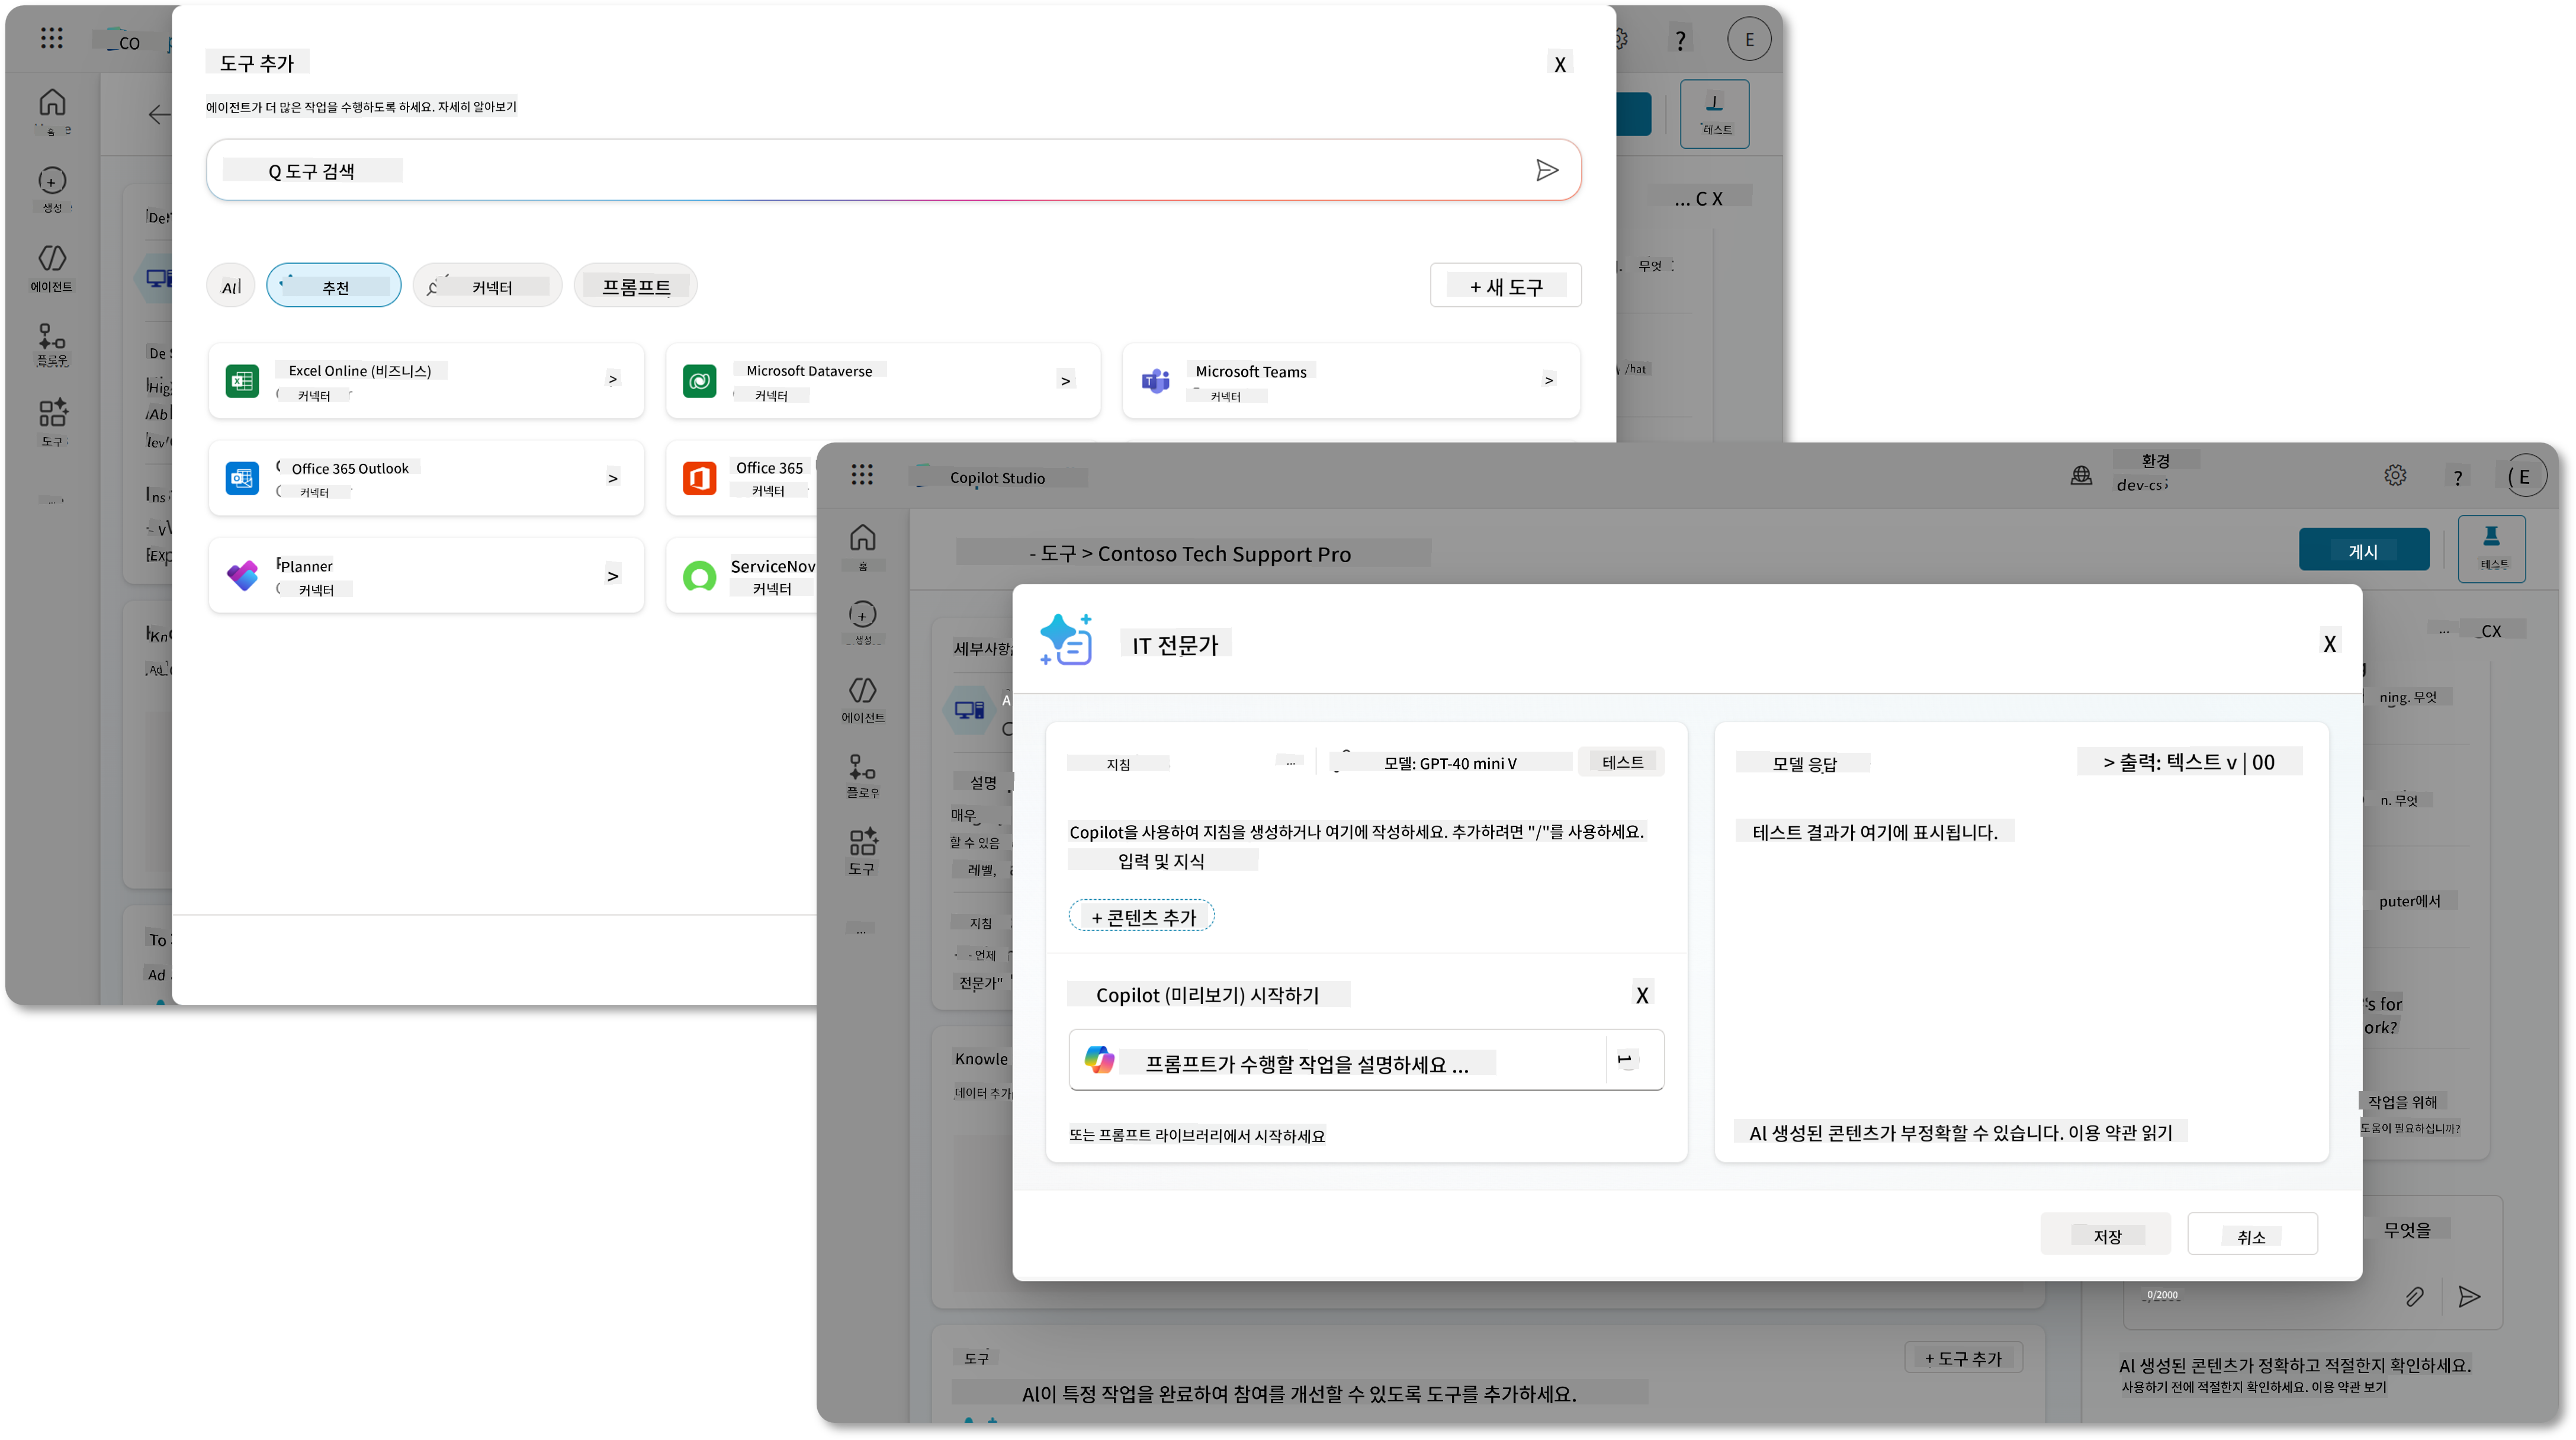 CO
?
E
생성
에이전트
플로우
도구
테스트
... C X
무엇
도구 추가
X
에이전트가 더 많은 작업을 수행하도록 하세요. 자세히 알아보기
Q 도구 검색
추천
커넥터
프롬프트
+ 새 도구
Excel Online (비즈니스)
커넥터
>
Microsoft Dataverse
커넥터
>
Microsoft Teams
커넥터
>
Office 365 Outlook
커넥터
>
Office 365
커넥터
Planner
커넥터
>
커넥터
To
Ad
Copilot Studio
환경
?
( E
홈
생성
에이전트
플로우
도구
...
- 도구 > Contoso Tech Support Pro
게시
테스트
세부사항
설명
매우
할 수 있음
레벨,
지침
언제
전문가"
Knowle
데이터 추가
... CX
ning. 무엇
n. 무엇
puter에서
's for
ork?
작업을 위해
도움이 필요하십니까?
무엇을
0/2000
IT 전문가
X
지침
...
모델: GPT-40 mini V
테스트
Copilot을 사용하여 지침을 생성하거나 여기에 작성하세요. 추가하려면 "/"를 사용하세요.
입력 및 지식
+ 콘텐츠 추가
Copilot (미리보기) 시작하기
X
프롬프트가 수행할 작업을 설명하세요 ...
또는 프롬프트 라이브러리에서 시작하세요
모델 응답
> 출력: 텍스트 v | 00
테스트 결과가 여기에 표시됩니다.
Al 생성된 콘텐츠가 부정확할 수 있습니다. 이용 약관 읽기
저장
취소
도구
+ 도구 추가
Al이 특정 작업을 완료하여 참여를 개선할 수 있도록 도구를 추가하세요.
Al 생성된 콘텐츠가 정확하고 적절한지 확인하세요.
사용하기 전에 적절한지 확인하세요. 이용 약관 보기